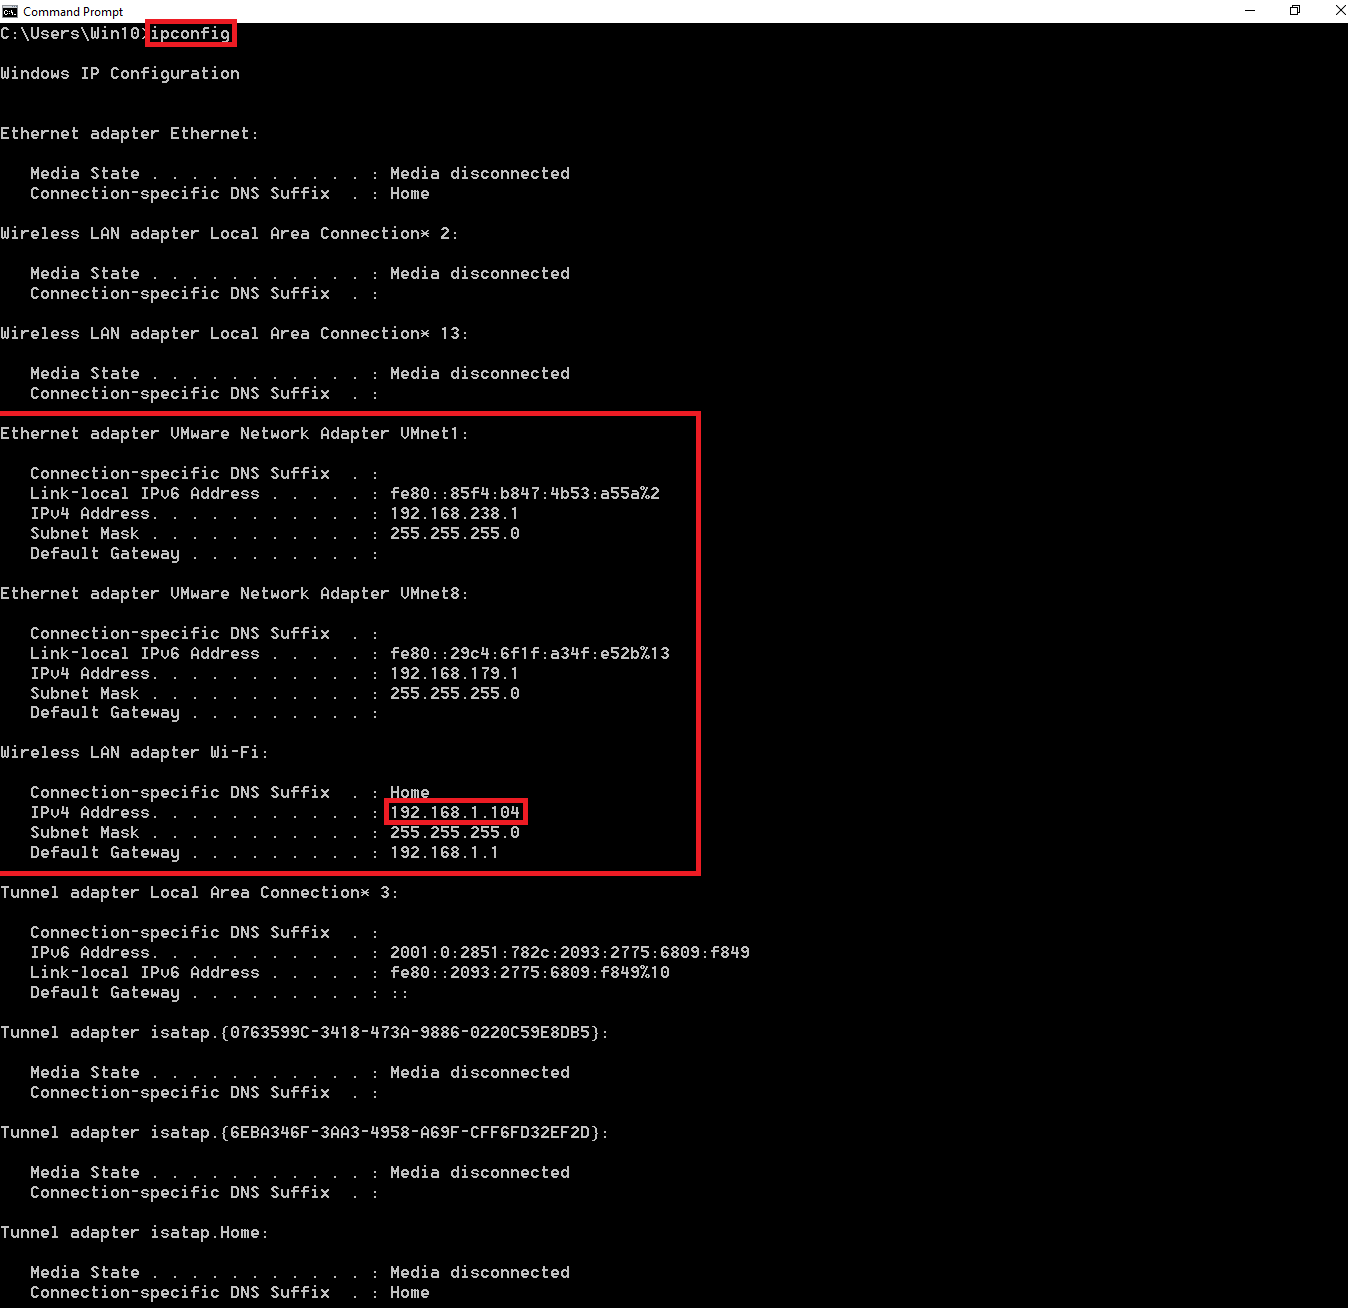 Command Prompt
C:\Users\Win10>ipconfig
Windows IP Configuration
Ethernet adapter Ethernet:
Media State . . . . . . . . . . . : Media disconnected
Connection-specific DNS Suffix  . : Home
Wireless LAN adapter Local Area Connection* 2:
Media State . . . . . . . . . . . : Media disconnected
Connection-specific DNS Suffix  . :
Wireless LAN adapter Local Area Connection* 13:
Media State . . . . . . . . . . . : Media disconnected
Connection-specific DNS Suffix  . :
Ethernet adapter VMware Network Adapter VMnet1:
Connection-specific DNS Suffix  . :
Link-local IPv6 Address . . . . . : fe80::85f4:b847:4b53:a55a%2
IPv4 Address. . . . . . . . . . . : 192.168.238.1
Subnet Mask . . . . . . . . . . . : 255.255.255.0
Default Gateway . . . . . . . . . :
Ethernet adapter VMware Network Adapter VMnet8:
Connection-specific DNS Suffix  . :
Link-local IPv6 Address . . . . . : fe80::29c4:6f1f:a34f:e52b%13
IPv4 Address. . . . . . . . . . . : 192.168.179.1
Subnet Mask . . . . . . . . . . . : 255.255.255.0
Default Gateway . . . . . . . . . :
Wireless LAN adapter Wi-Fi:
Connection-specific DNS Suffix  . : Home
IPv4 Address. . . . . . . . . . . : 192.168.1.104
Subnet Mask . . . . . . . . . . . : 255.255.255.0
Default Gateway . . . . . . . . . : 192.168.1.1
Tunnel adapter Local Area Connection* 3:
Connection-specific DNS Suffix  . :
IPv6 Address. . . . . . . . . . . : 2001:0:2851:782c:2093:2775:6809:f849
Link-local IPv6 Address . . . . . : fe80::2093:2775:6809:f849%10
Default Gateway . . . . . . . . . : ::
Tunnel adapter isatap.{0763599C-3418-473A-9886-0220C59E8DB5}:
Media State . . . . . . . . . . . : Media disconnected
Connection-specific DNS Suffix  . :
Tunnel adapter isatap.{6EBA346F-3AA3-4958-A69F-CFF6FD32EF2D}:
Media State . . . . . . . . . . . : Media disconnected
Connection-specific DNS Suffix  . :
Tunnel adapter isatap.Home:
Media State . . . . . . . . . . . : Media disconnected
Connection-specific DNS Suffix  . : Home